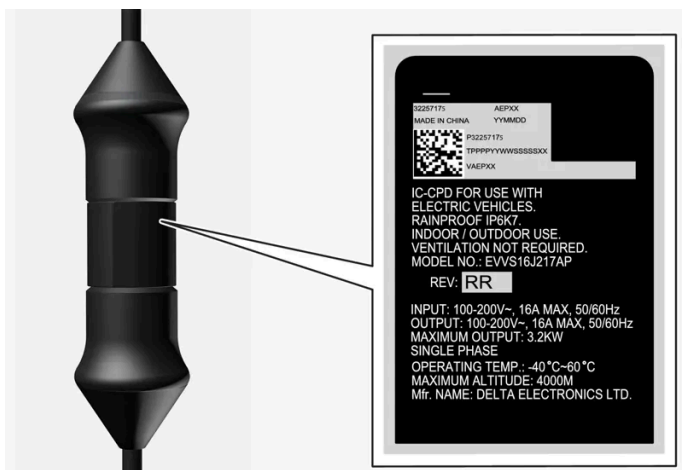 32257175 AEPXX
MADE IN CHINA YYMMDD
P32257175
TPPPPYYWWSSSSSXX
VAEPXX
IC-CPD FOR USE WITH
ELECTRIC VEHICLES.
RAINPROOF IP6K7.
INDOOR / OUTDOOR USE.
VENTILATION NOT REQUIRED.
MODEL NO.: EVVS16J217AP
REV: RR
INPUT: 100-200V~, 16A MAX, 50/60Hz
OUTPUT: 100-200V~, 16A MAX, 50/60Hz
MAXIMUM OUTPUT: 3.2KW
SINGLE PHASE
OPERATING TEMP.: -40°C~60°C
MAXIMUM ALTITUDE: 4000M
Mfr. NAME: DELTA ELECTRONICS LTD.